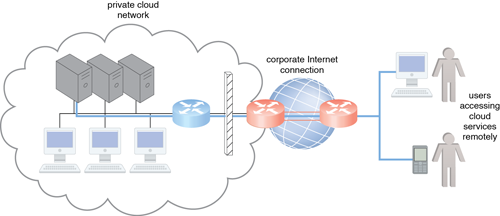 private cloud
network
corporate Internet
connection
users
accessing
cloud
services
remotely